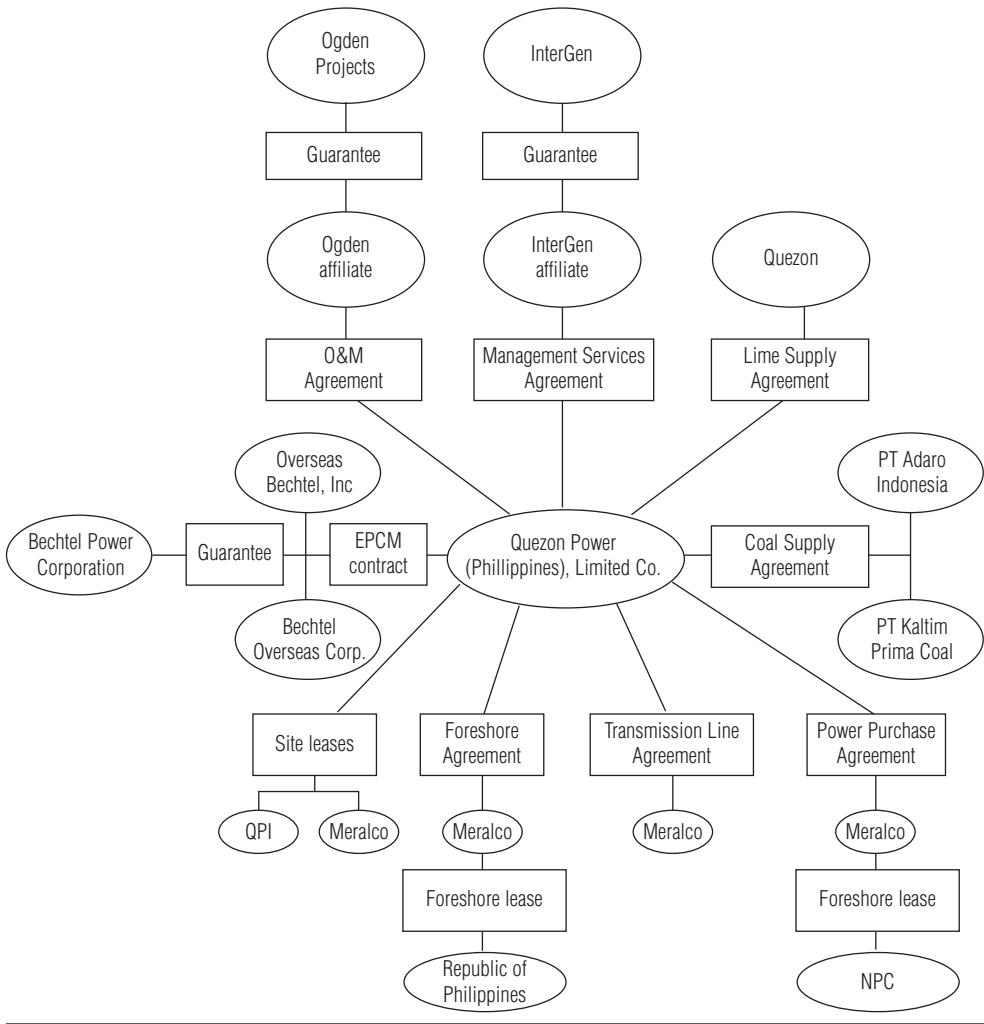 Ogden
Projects
InterGen
Guarantee
Guarantee
Ogden
affiliate
InterGen
affiliate
Quezon
O&M
Agreement
Management Services
Agreement
Lime Supply
Agreement
Overseas
Bechtel, Inc
PT Adaro
Indonesia
Bechtel Power
Corporation
Guarantee
EPCM
contract
Quezon Power
(Phillippines), Limited Co.
Coal Supply
Agreement
Bechtel
Overseas Corp.
PT Kaltim
Prima Coal
Site leases
Foreshore
Agreement
Transmission Line
Agreement
Power Purchase
Agreement
QPI
Meralco
Meralco
Meralco
Meralco
Foreshore lease
Foreshore lease
Republic of
Philippines
NPC